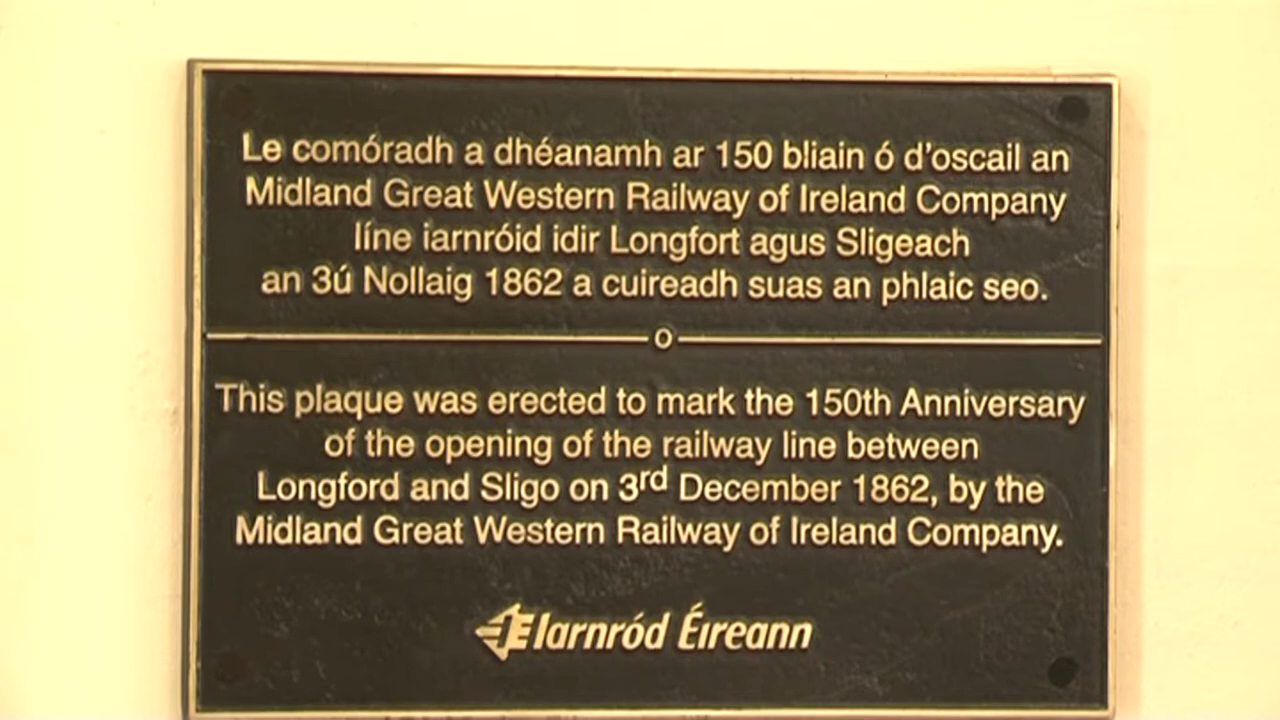 Le comóradh a dhéanamh ar 150 bliain ó d'oscail an
Midland Great Western Railway of Ireland Company
líne iarnróid idir Longfort agus Sligeach
an 3ú Nollaig 1862 a cuireadh suas an phlaic seo.
This plaque was erected to mark the 150th Anniversary
of the opening of the railway line between
Longford and Sligo on 3rd December 1862, by the
Midland Great Western Railway of Ireland Company.
Iarnród Éireann